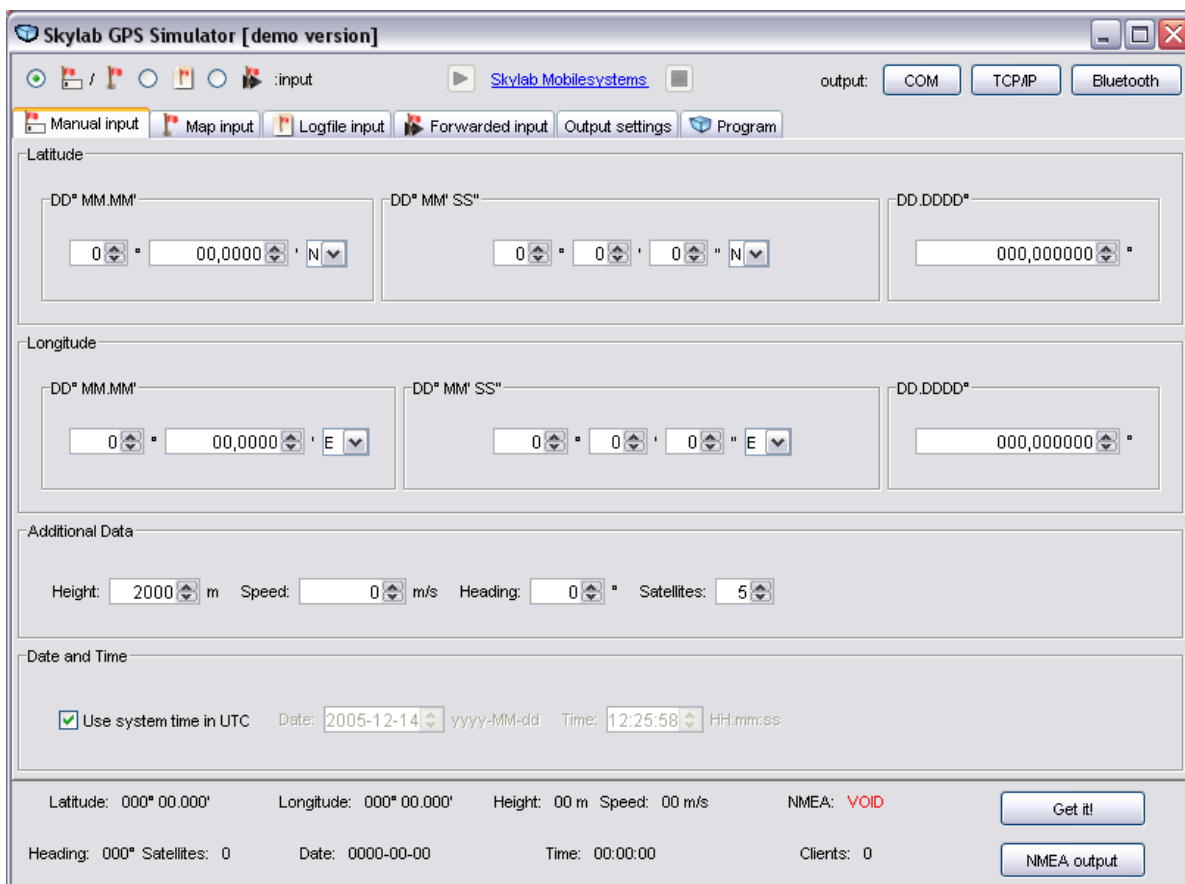 Skylab GPS Simulator [demo version]
/ :input Skylab Mobilesystems output: COM TCP/IP Bluetooth
Manual input Map input Logfile input Forwarded input Output settings Program
Latitude
DD° MM.MM' DD° MM' SS" DD.DDDD°
0 ° 00,0000 ' N 0 ° 0 ' 0 " N 000,000000 °
Longitude
DD° MM.MM' DD° MM' SS" DD.DDDD°
0 ° 00,0000 ' E 0 ° 0 ' 0 " E 000,000000 °
Additional Data
Height: 2000 m Speed: 0 m/s Heading: 0 ° Satellites: 5
Date and Time
Use system time in UTC Date: 2005-12-14 yyyy-MM-dd Time: 12:25:58 HH:mm:ss
Latitude: 000° 00.000' Longitude: 000° 00.000' Height: 00 m Speed: 00 m/s NMEA: VOID Get it!
Heading: 000° Satellites: 0 Date: 0000-00-00 Time: 00:00:00 Clients: 0 NMEA output